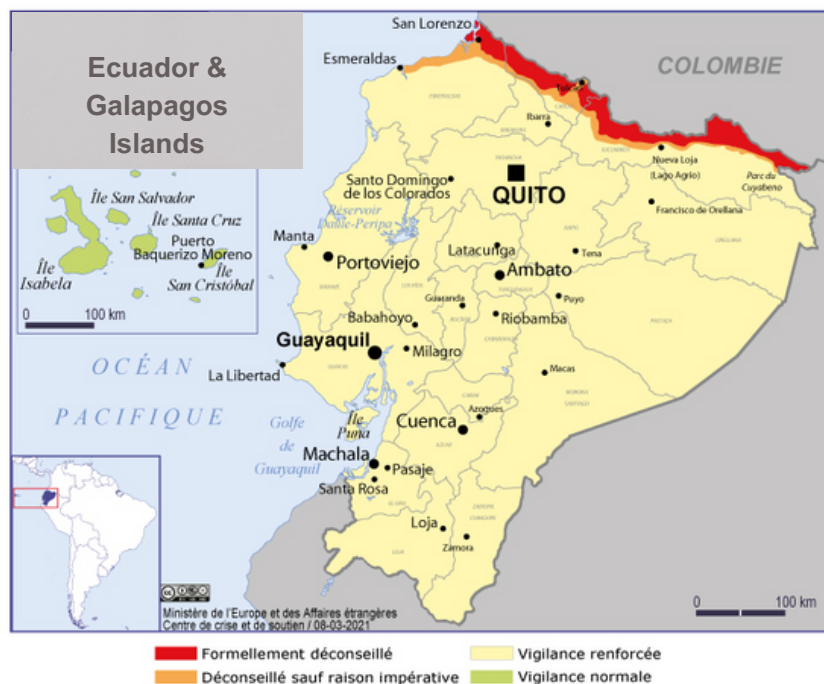 Ecuador &
Galapagos
Islands
San Lorenzo
Esmeraldas
COLOMBIE
Tulcán
Ibarra
Nueva Loja
(Lago Agrio)
Parc du
Cuyabeno
Santo Domingo
de los Colorados
QUITO
Francisco de Orellana
Île San Salvador
Île Santa Cruz
Puerto
Baquerizo Moreno
Île
Isabela
Île
San Cristóbal
100 km
Réservoir
Daule-Peripa
Manta
Portoviejo
Latacunga
Tena
Ambato
Guaranda
Puyo
Babahoyo
Riobamba
Guayaquil
Milagro
La Libertad
Macas
OCÉAN
PACIFIQUE
Île
Puna
Golfe
de
Guayaquil
Cuenca
Azogues
Machala
Pasaje
Santa Rosa
Loja
Zamora
cc
Ministère de l'Europe et des Affaires étrangères
Centre de crise et de soutien / 08-03-2021
0
100 km
Formellement déconseillé
Vigilance renforcée
Déconseillé sauf raison impérative
Vigilance normale